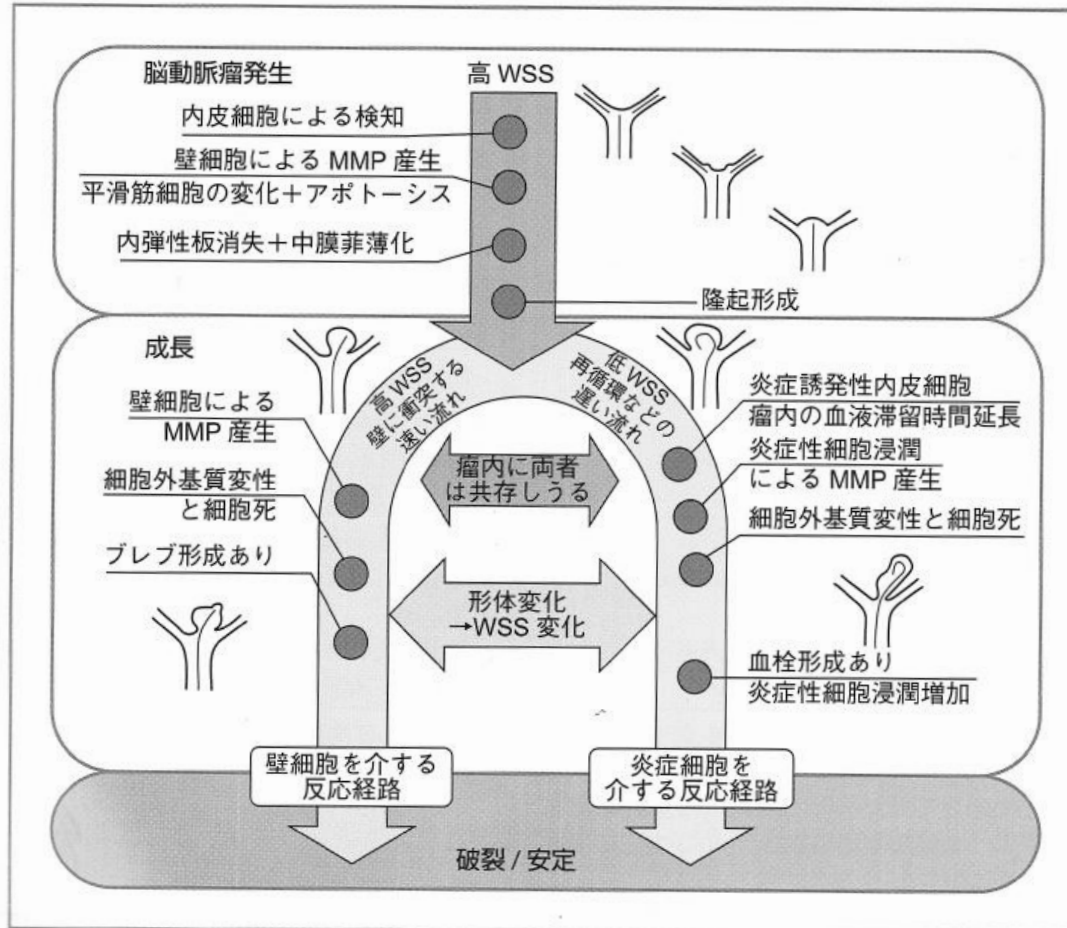 脳動脈瘤発生
高 WSS
内皮細胞による検知
壁細胞による MMP 産生
平滑筋細胞の変化+アポトーシス
内弾性板消失+中膜菲薄化
隆起形成
成長
高 WSS
壁に衝突する
速い流れ
低 WSS
再循環などの
遅い流れ
壁細胞による
MMP 産生
細胞外基質変性
と細胞死
ブレブ形成あり
瘤内に両者
は共存しうる
形体変化
→WSS 変化
炎症誘発性内皮細胞
瘤内の血液滞留時間延長
炎症性細胞浸潤
による MMP 産生
細胞外基質変性と細胞死
血栓形成あり
炎症性細胞浸潤増加
壁細胞を介する
反応経路
炎症細胞を
介する反応経路
破裂 / 安定